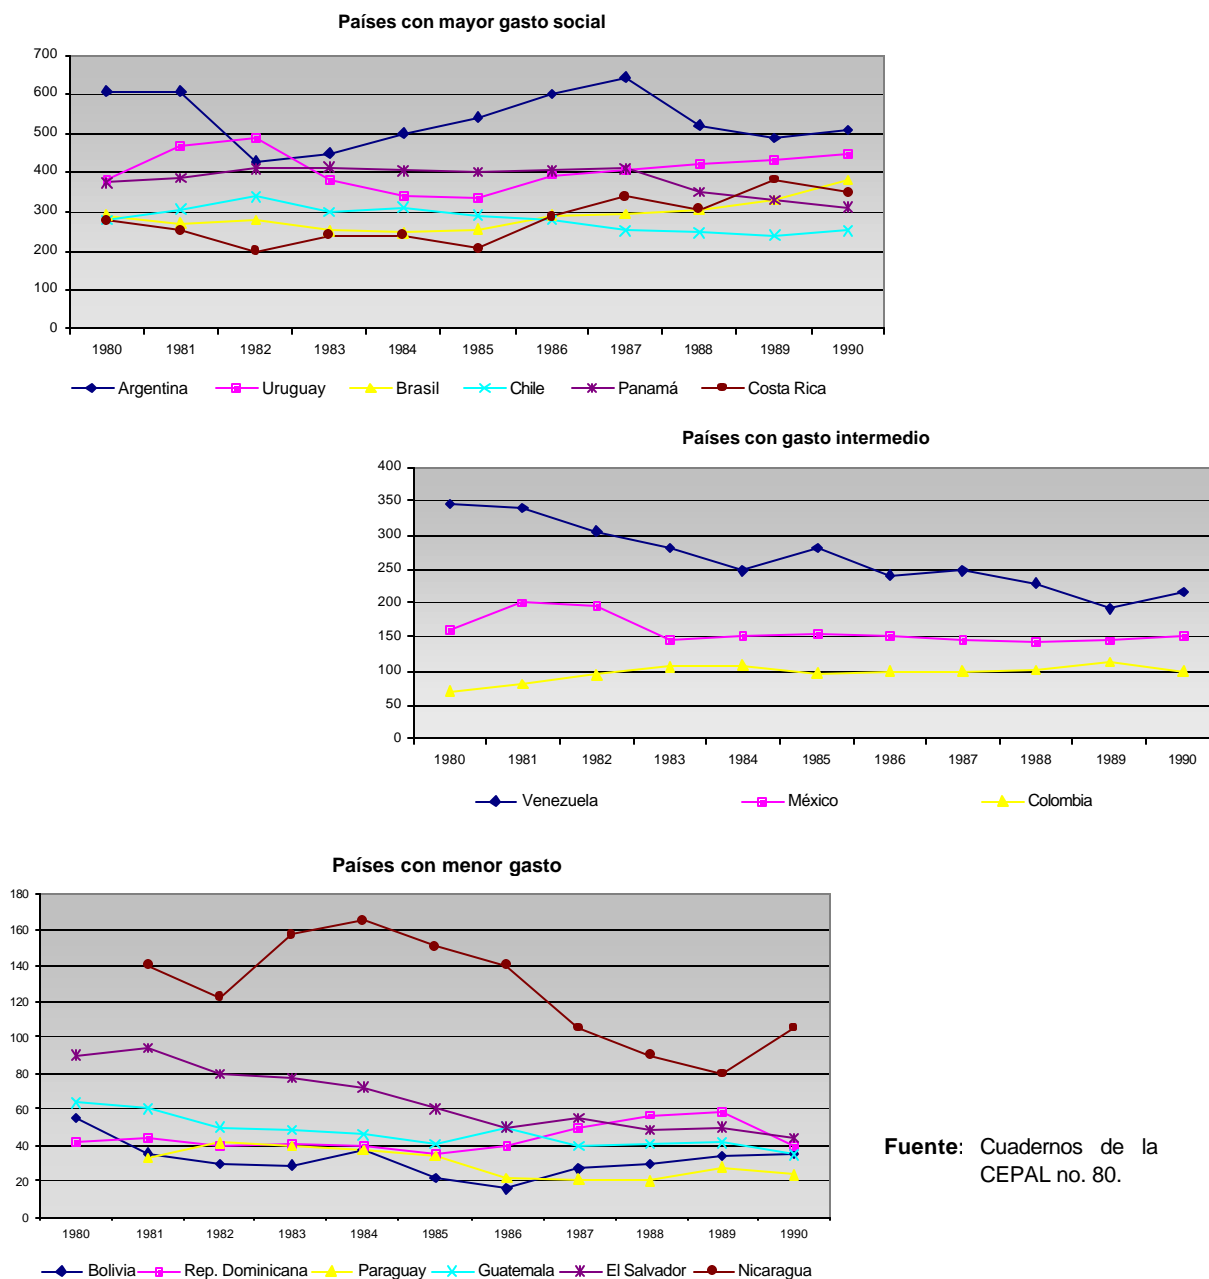 Países con mayor gasto social
700
600
500
400
300
200
100
0
1980 1981 1982 1983 1984 1985 1986 1987 1988 1989 1990
Argentina Uruguay Brasil Chile Panamá Costa Rica
Países con gasto intermedio
400
350
300
250
200
150
100
50
0
1980 1981 1982 1983 1984 1985 1986 1987 1988 1989 1990
Venezuela México Colombia
Países con menor gasto
180
160
140
120
100
80
60
40
20
0
1980 1981 1982 1983 1984 1985 1986 1987 1988 1989 1990
Bolivia Rep. Dominicana Paraguay Guatemala El Salvador Nicaragua
Fuente: Cuadernos de la
CEPAL no. 80.